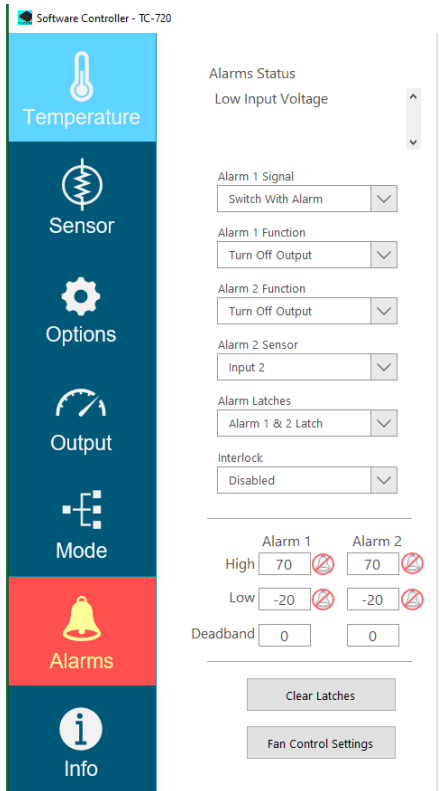 Software Controller - TC-720
Temperature
Sensor
Options
Output
Mode
Alarms
Info
Alarms Status
Low Input Voltage
Alarm 1 Signal
Switch With Alarm
Alarm 1 Function
Turn Off Output
Alarm 2 Function
Turn Off Output
Alarm 2 Sensor
Input 2
Alarm Latches
Alarm 1 & 2 Latch
Interlock
Disabled
Alarm 1 Alarm 2
High 70 70
Low -20 -20
Deadband 0 0
Clear Latches
Fan Control Settings